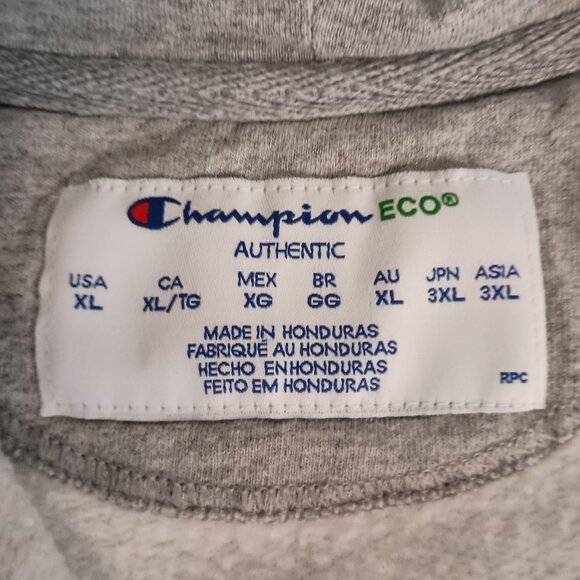 Champion ECO®
AUTHENTIC
USA CA MEX BR AU JPN ASIA
XL XL/TG XG GG XL 3XL 3XL
MADE IN HONDURAS
FABRIQUÉ AU HONDURAS
HECHO EN HONDURAS
FEITO EM HONDURAS
RPC